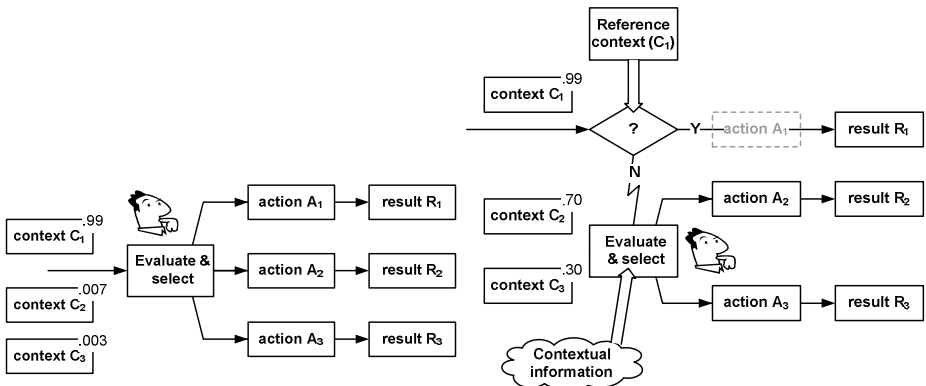 .99
context C₁
.007
context C₂
.003
context C₃
Evaluate &
select
action A₁
result R₁
action A₂
result R₂
action A₃
result R₃
Reference
context (C₁)
.99
context C₁
?
Y
action A₁
result R₁
N
.70
context C₂
.30
context C₃
Evaluate
& select
action A₂
result R₂
action A₃
result R₃
Contextual
information